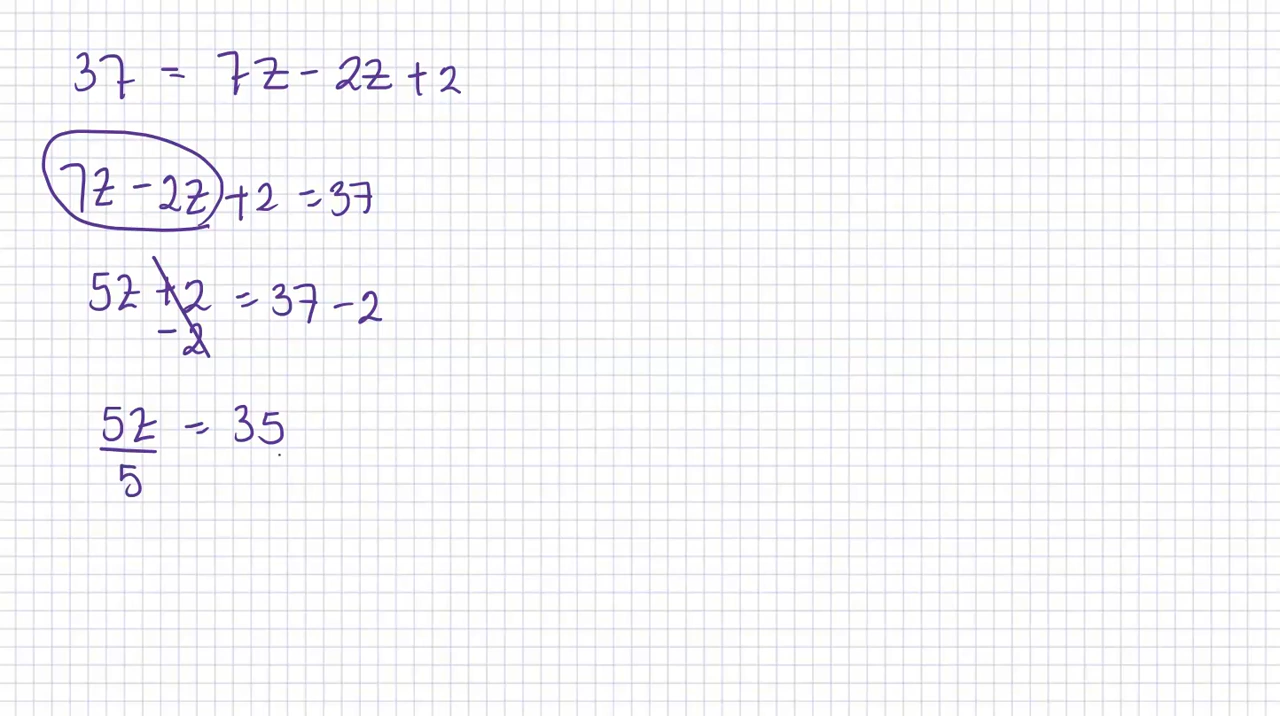 37 = 7z - 2z + 2
7z - 2z + 2 = 37
5z + 2 = 37 - 2
- 2
5z = 35
5